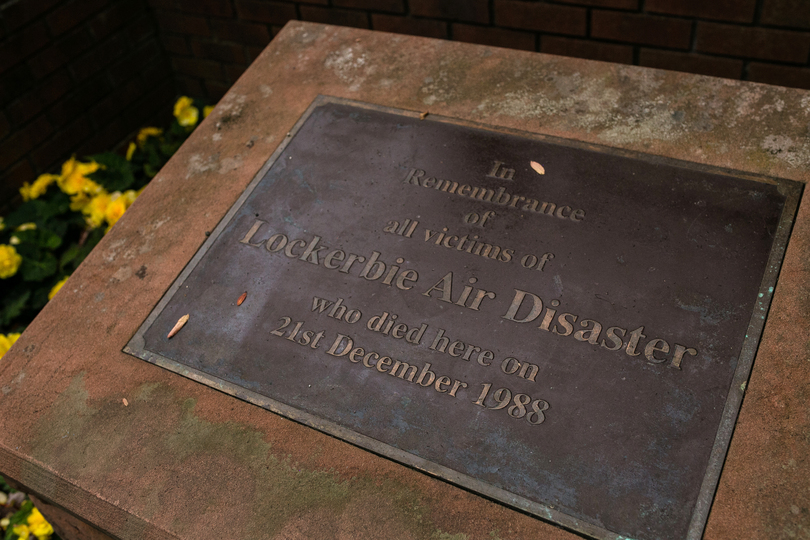 In
Remembrance
of
all victims of
Lockerbie Air Disaster
who died here on
21st December 1988